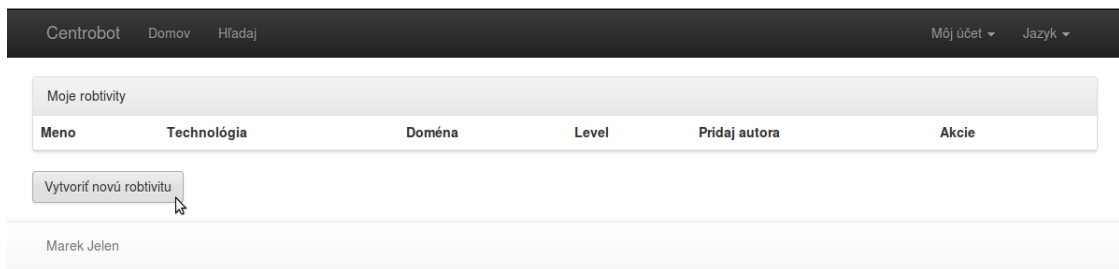 Centrobot Domov Hľadaj Môj účet Jazyk
Moje robtivity
Meno Technológia Doména Level Pridaj autora Akcie
Vytvoriť novú robtivitu
Marek Jelen